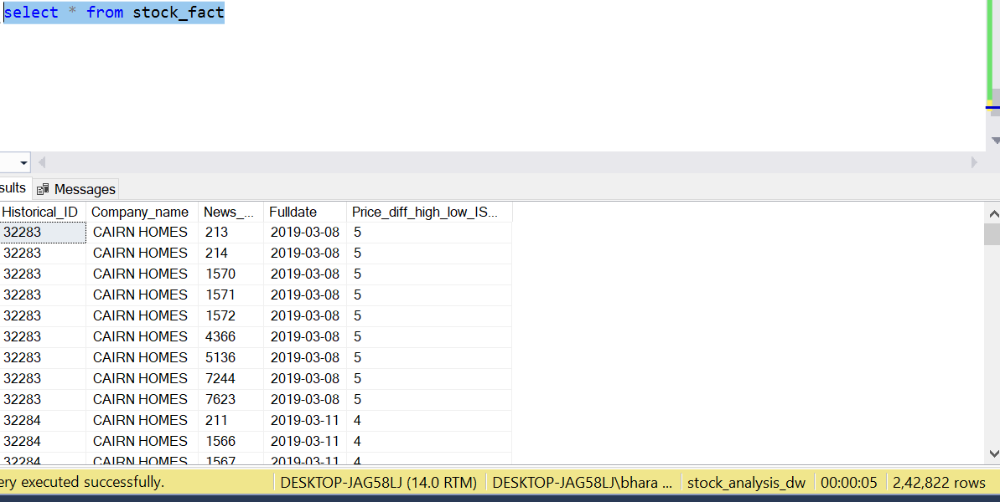 select * from stock_fact
sults Messages
Historical_ID Company_name News_... Fulldate Price_diff_high_low_IS...
32283 CAIRN HOMES 213 2019-03-08 5
32283 CAIRN HOMES 214 2019-03-08 5
32283 CAIRN HOMES 1570 2019-03-08 5
32283 CAIRN HOMES 1571 2019-03-08 5
32283 CAIRN HOMES 1572 2019-03-08 5
32283 CAIRN HOMES 4366 2019-03-08 5
32283 CAIRN HOMES 5136 2019-03-08 5
32283 CAIRN HOMES 7244 2019-03-08 5
32283 CAIRN HOMES 7623 2019-03-08 5
32284 CAIRN HOMES 211 2019-03-11 4
32284 CAIRN HOMES 1566 2019-03-11 4
32284 CAIRN HOMES 1567 2019-03-11 4
ery executed successfully. DESKTOP-JAG58LJ (14.0 RTM) DESKTOP-JAG58LJ\bhara ... stock_analysis_dw 00:00:05 2,42,822 rows